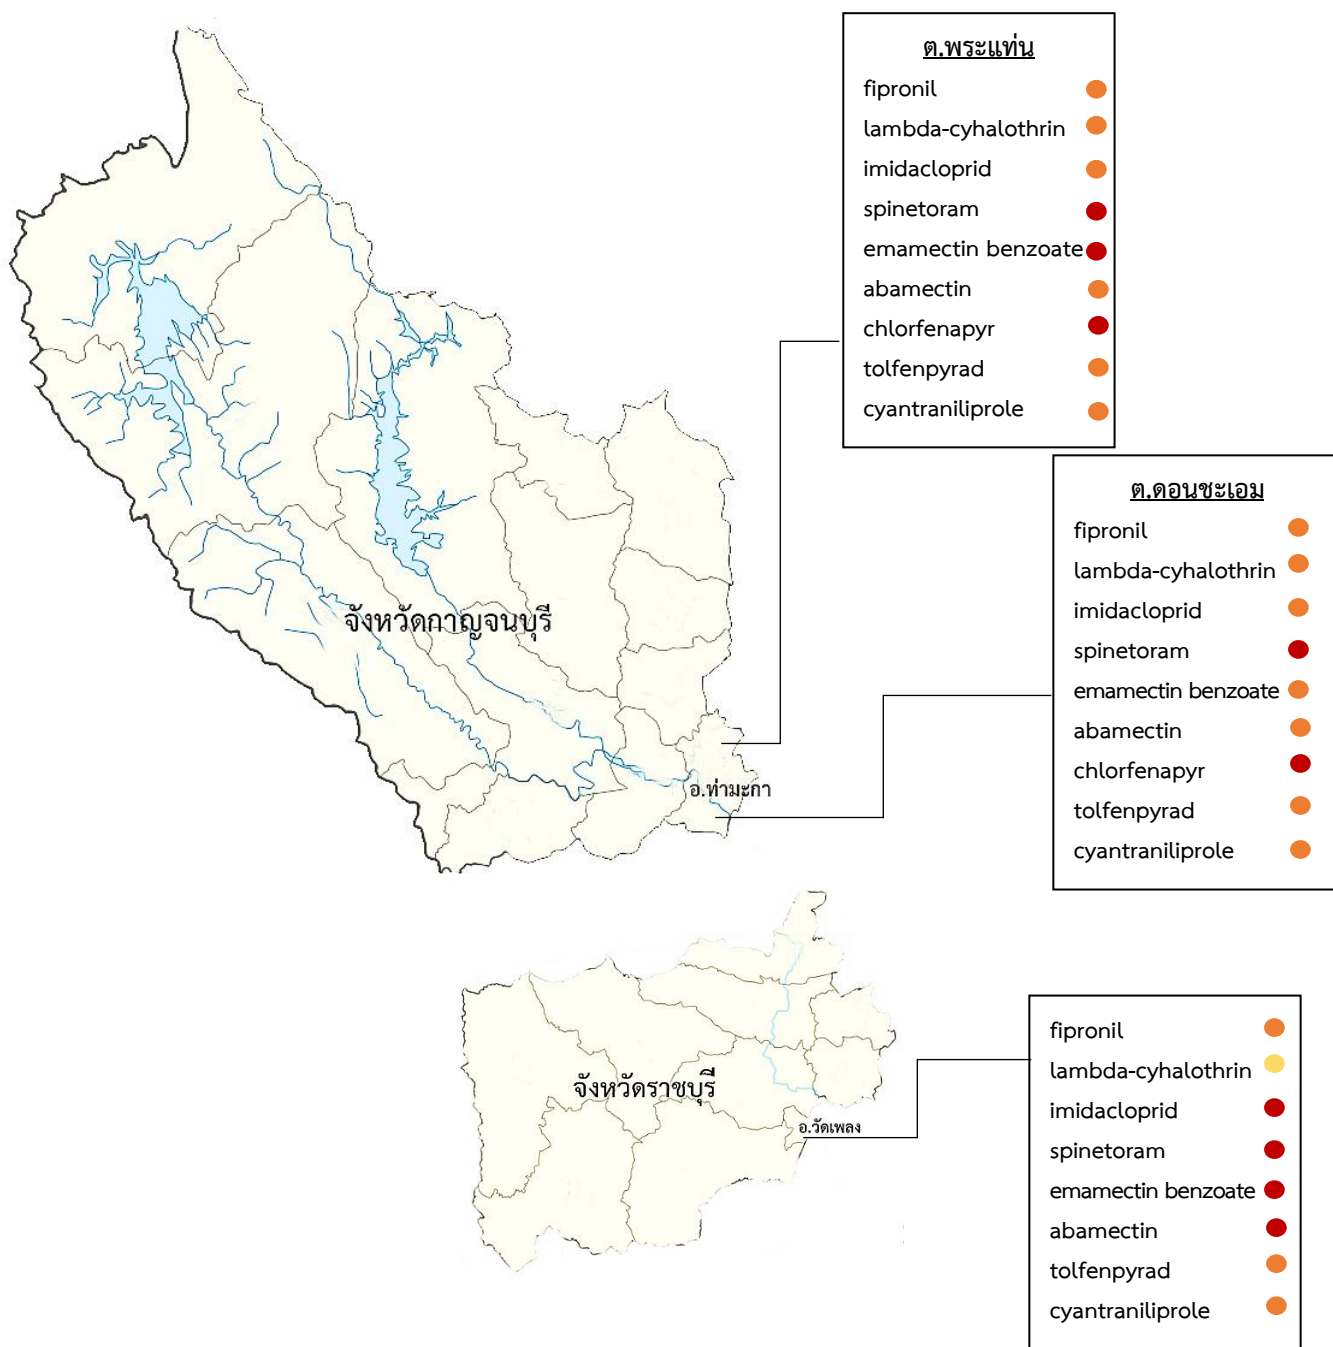 ต.พระแท่น
fipronil
lambda-cyhalothrin
imidacloprid
spinetoram
emamectin benzoate
abamectin
chlorfenapyr
tolfenpyrad
cyantraniliprole
ต.ดอนชะเอม
fipronil
lambda-cyhalothrin
imidacloprid
spinetoram
emamectin benzoate
abamectin
chlorfenapyr
tolfenpyrad
cyantraniliprole
จังหวัดกาญจนบุรี
อ.ท่ามะกา
จังหวัดราชบุรี
อ.วัดเพลง
fipronil
lambda-cyhalothrin
imidacloprid
spinetoram
emamectin benzoate
abamectin
tolfenpyrad
cyantraniliprole